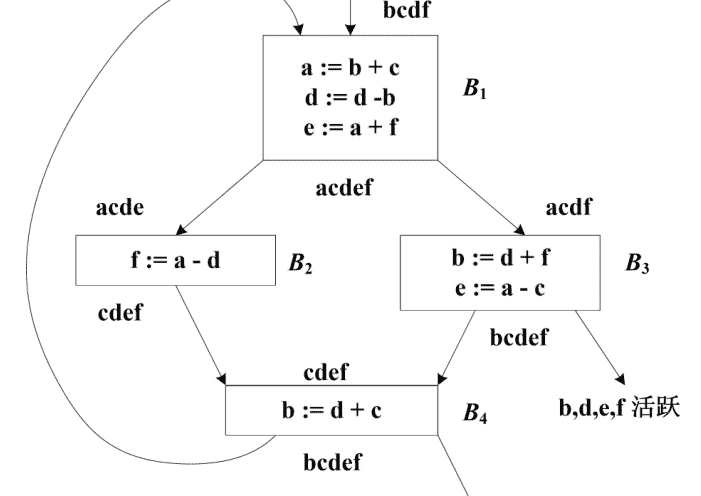 bcdf
a := b + c
d := d -b
e := a + f
B1
acdef
acde
acdf
f := a - d
B2
b := d + f
e := a - c
B3
cdef
bcdef
cdef
b := d + c
B4
b,d,e,f 活跃
bcdef